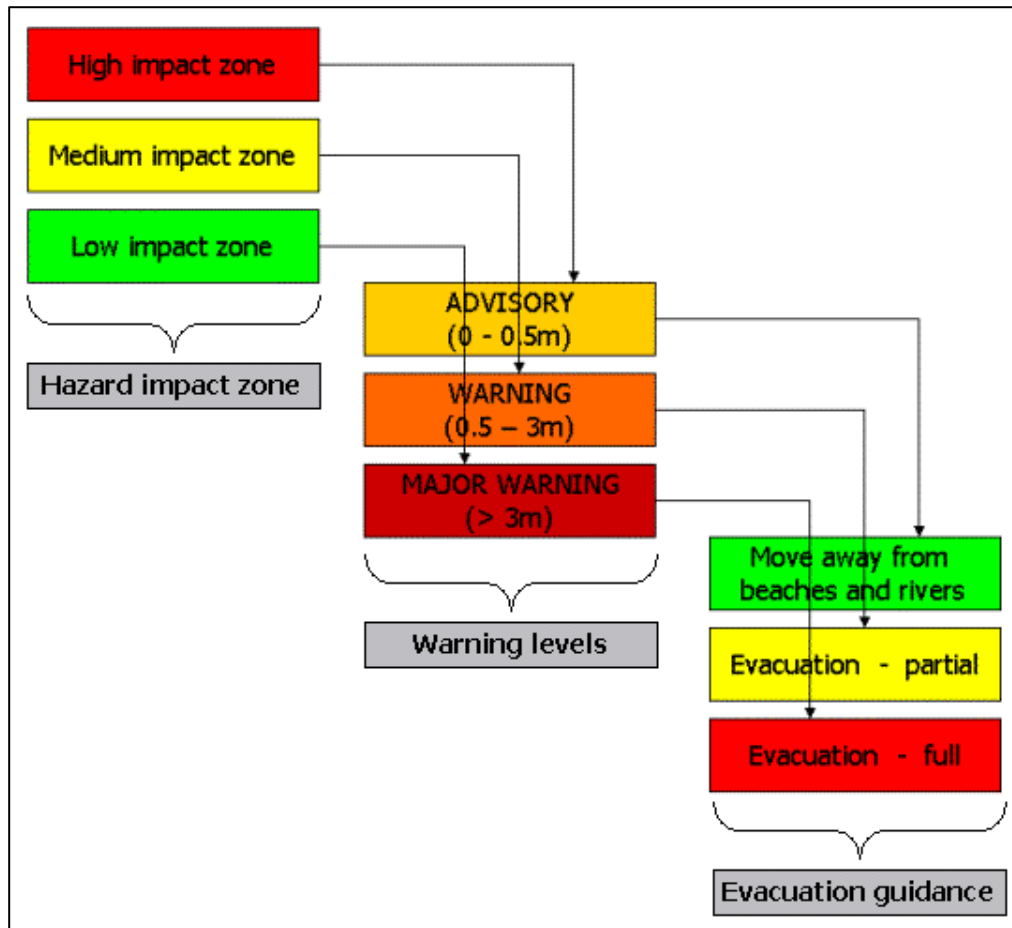 High impact zone
Medium impact zone
Low impact zone
Hazard impact zone
ADVISORY
(0 - 0.5m)
WARNING
(0.5 – 3m)
MAJOR WARNING
(> 3m)
Warning levels
Move away from
beaches and rivers
Evacuation - partial
Evacuation - full
Evacuation guidance